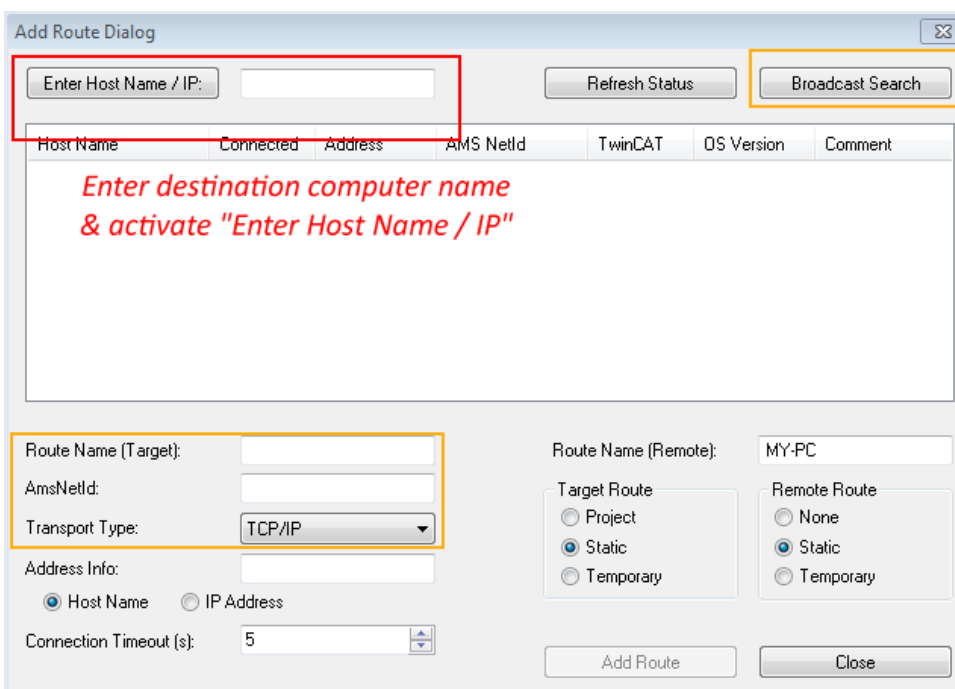 Add Route Dialog
Enter Host Name / IP:
Refresh Status
Broadcast Search
Host Name Connected Address AMS NetId TwinCAT OS Version Comment
Enter destination computer name
& activate "Enter Host Name / IP"
Route Name (Target):
AmsNetId:
Transport Type: TCP/IP
Address Info:
Host Name IP Address
Connection Timeout (s): 5
Route Name (Remote): MY-PC
Target Route
Project
Static
Temporary
Remote Route
None
Static
Temporary
Add Route
Close